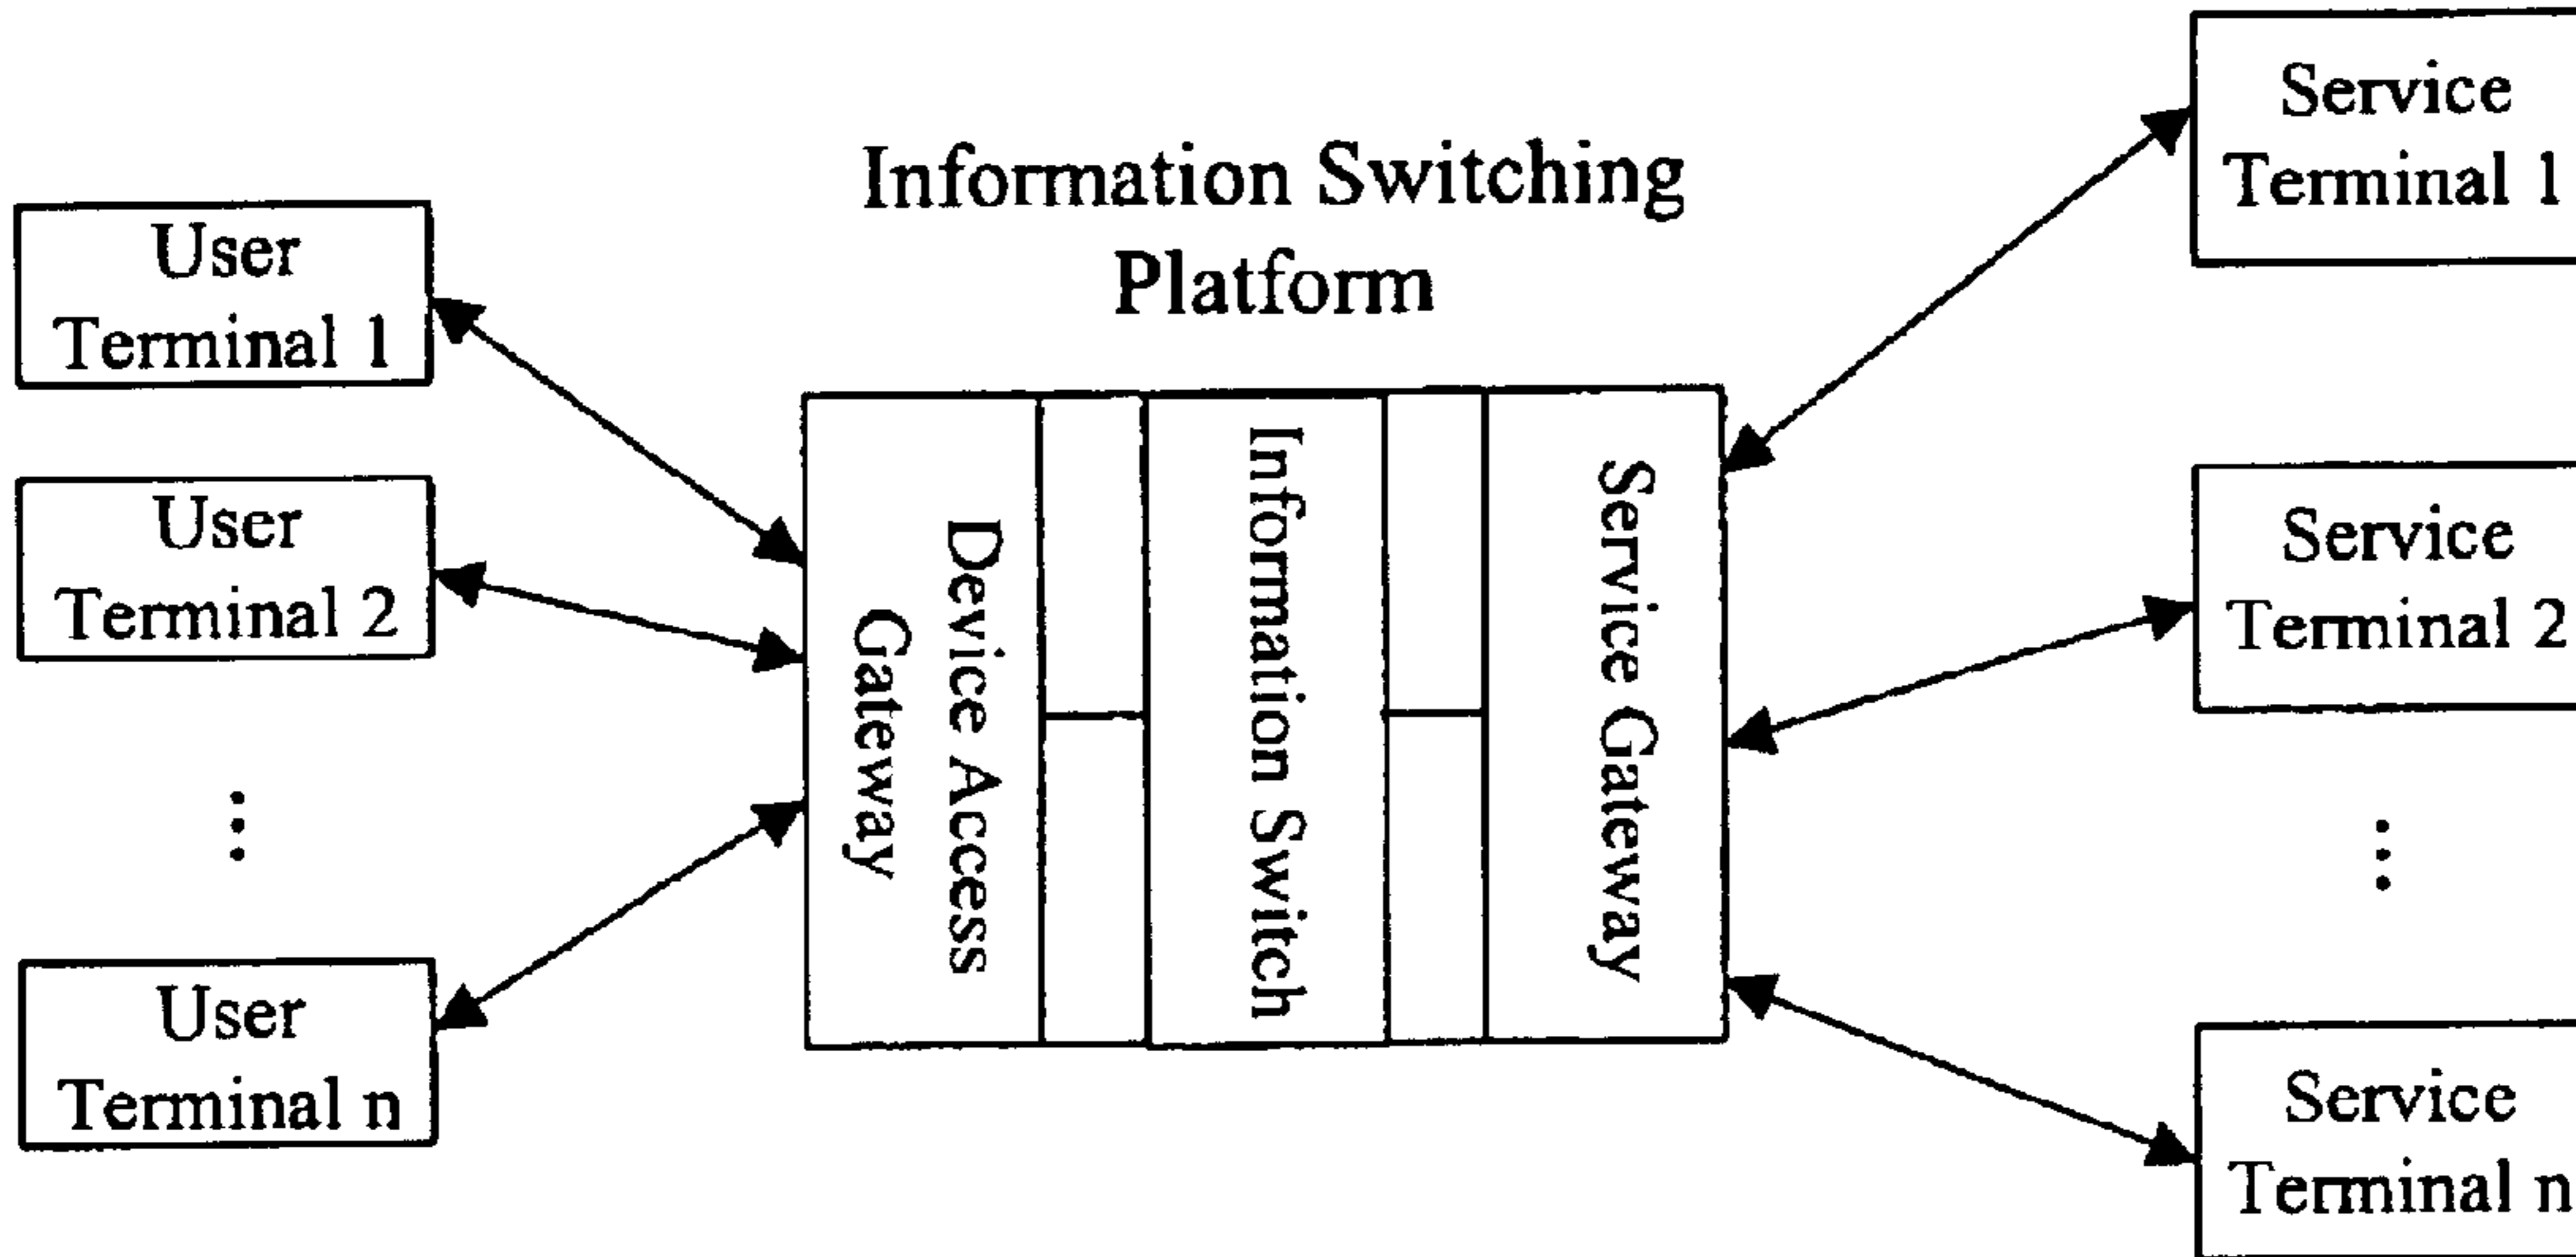 Information Switching
Platform
User
Terminal 1
User
Terminal 2
⋮
User
Terminal n
Device Access
Gateway
Information Switch
Service Gateway
Service
Terminal 1
Service
Terminal 2
⋮
Service
Terminal n